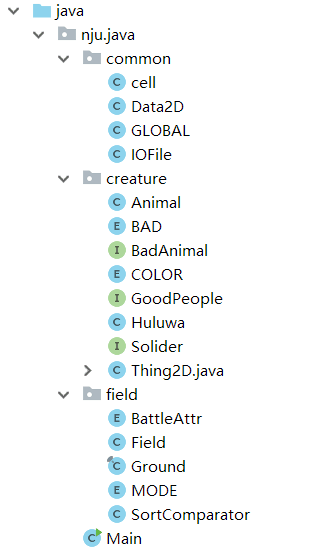 java
nju.java
common
cell
Data2D
GLOBAL
IOFile
creature
Animal
BAD
BadAnimal
COLOR
GoodPeople
Huluwa
Solider
Thing2D.java
field
BattleAttr
Field
Ground
MODE
SortComparator
Main